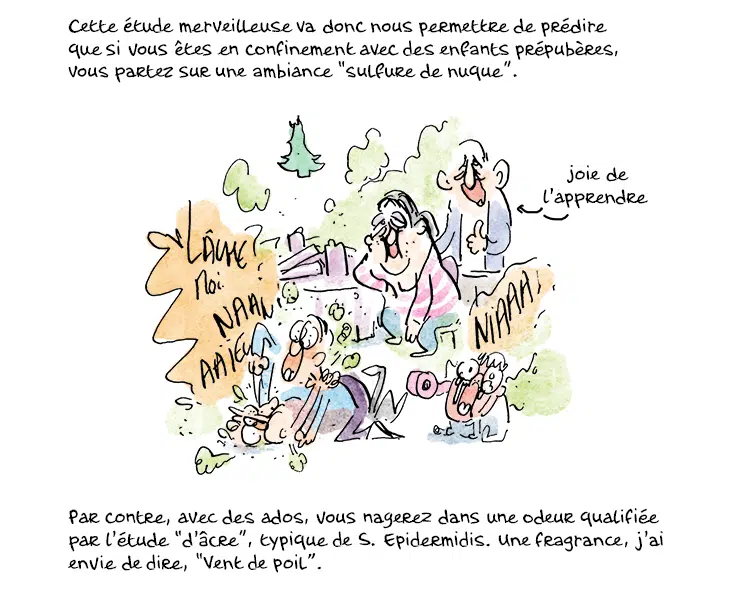 Cette étude merveilleuse va donc nous permettre de prédire
que si vous êtes en confinement avec des enfants prépubères,
vous partez sur une ambiance "sulfure de nuque".
joie de
l'apprendre
LÂCHE
Moi
NAAN
AAIEU
NIAAA!
Par contre, avec des ados, vous nagerez dans une odeur qualifiée
par l'étude "d'âcre", typique de S. Epidermidis. Une fragrance, j'ai
envie de dire, "Vent de poil".